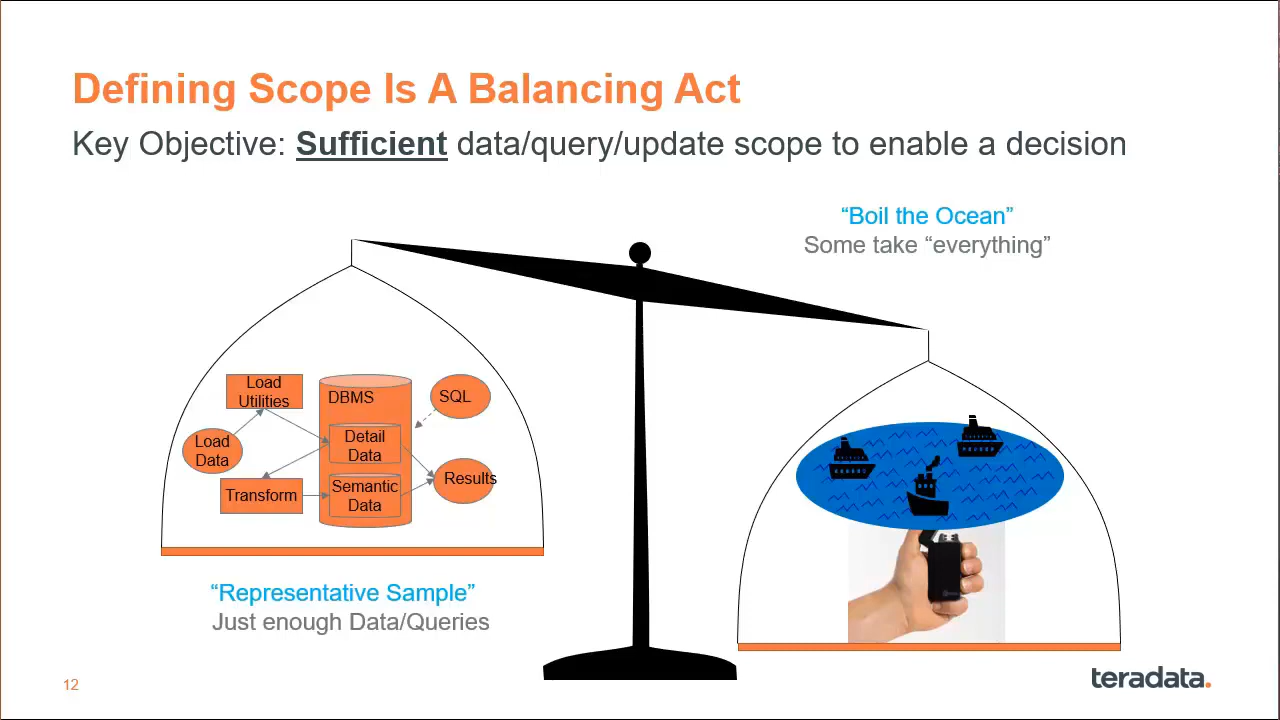 Defining Scope Is A Balancing Act
Key Objective: Sufficient data/query/update scope to enable a decision
“Boil the Ocean”
Some take “everything”
Load
Utilities
DBMS
SQL
Load
Data
Detail
Data
Transform
Semantic
Data
Results
“Representative Sample”
Just enough Data/Queries
12
teradata.